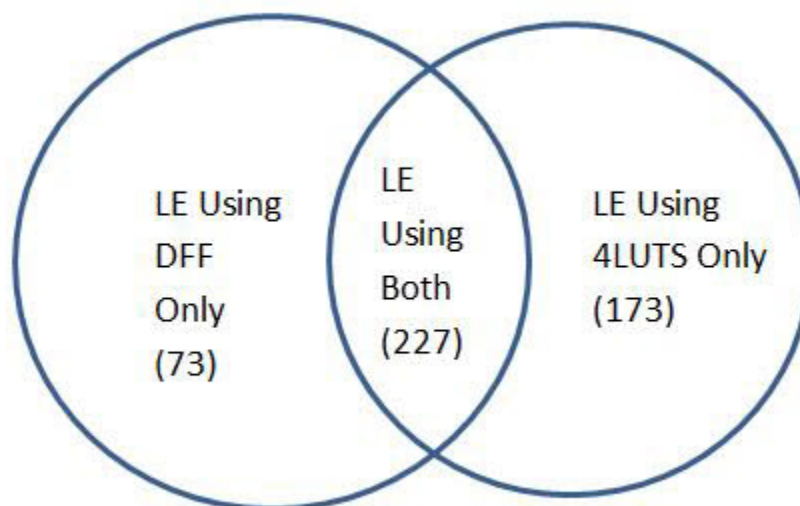 LE Using
DFF
Only
(73)
LE
Using
Both
(227)
LE Using
4LUTS Only
(173)